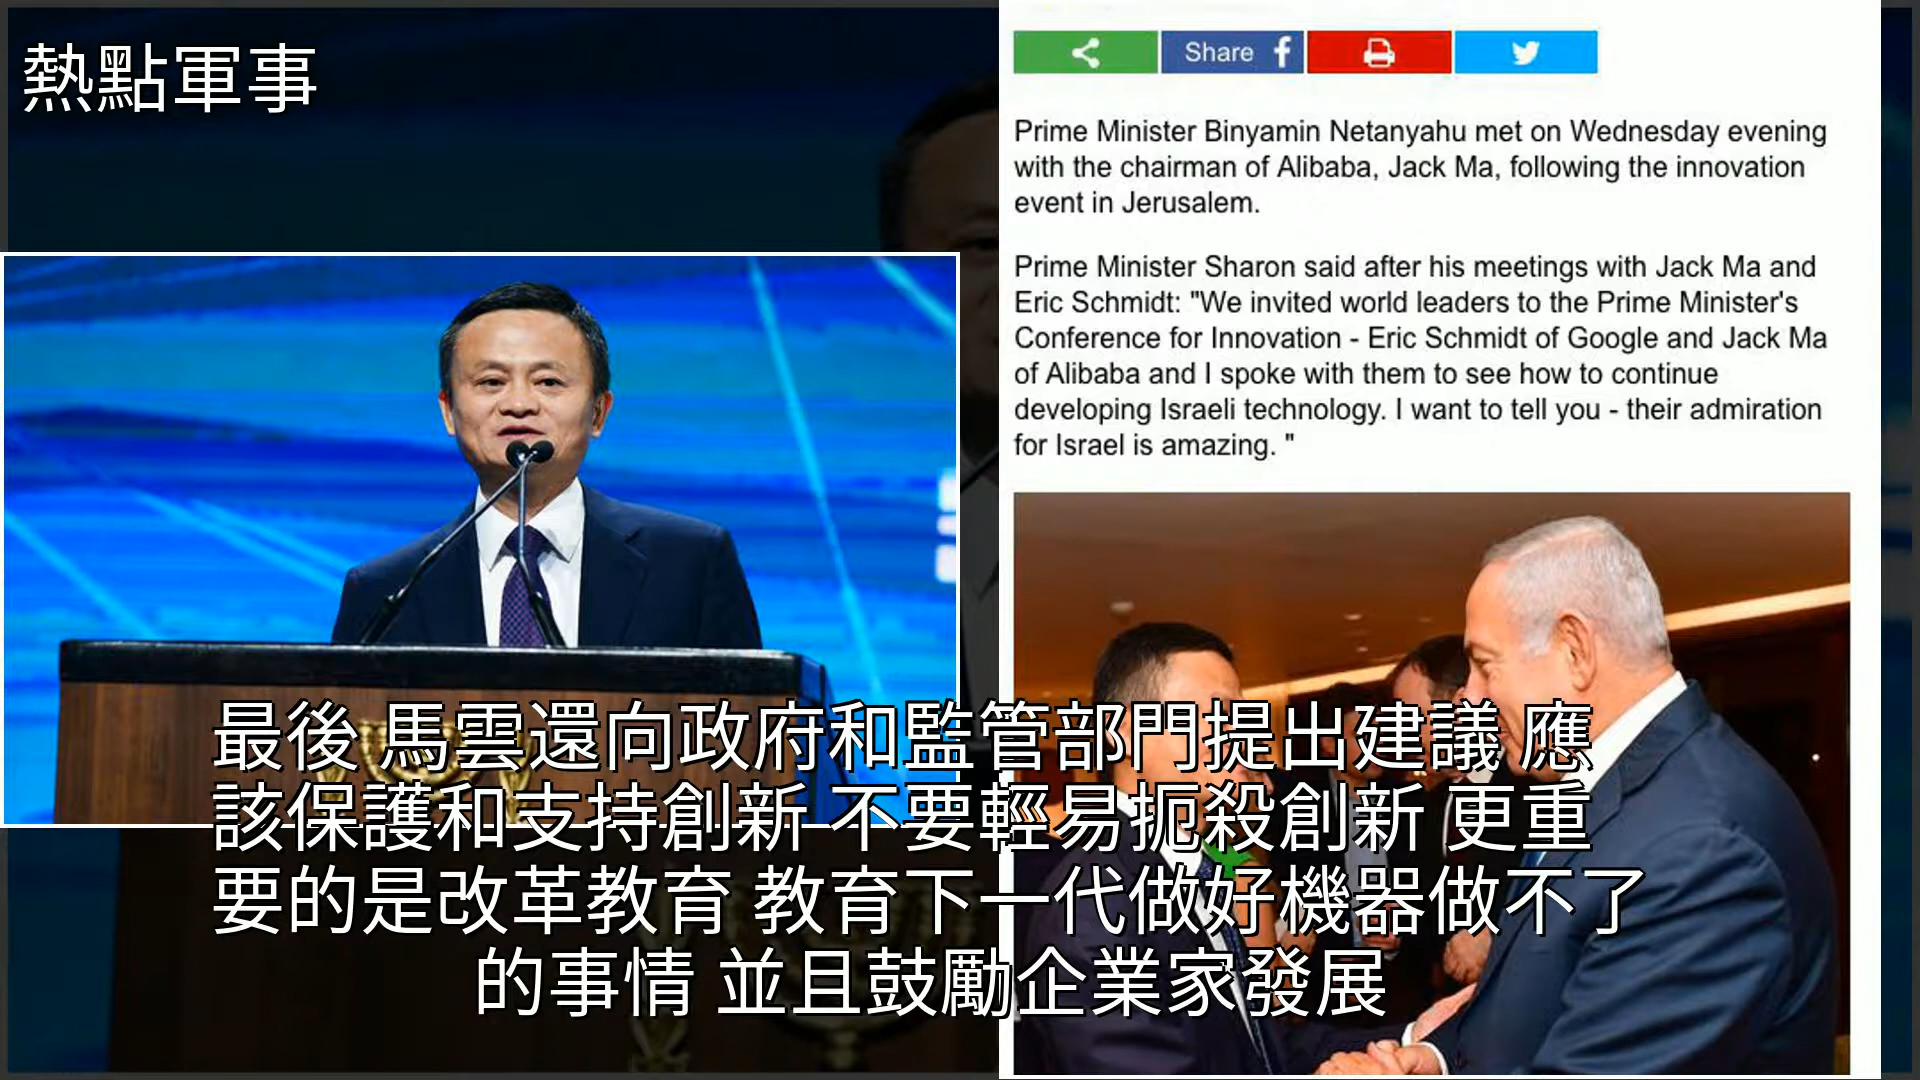 熱點軍事
Share
Prime Minister Binyamin Netanyahu met on Wednesday evening
with the chairman of Alibaba, Jack Ma, following the innovation
event in Jerusalem.
Prime Minister Sharon said after his meetings with Jack Ma and
Eric Schmidt: "We invited world leaders to the Prime Minister's
Conference for Innovation - Eric Schmidt of Google and Jack Ma
of Alibaba and I spoke with them to see how to continue
developing Israeli technology. I want to tell you - their admiration
for Israel is amazing. "
最後 馬雲還向政府和監管部門提出建議 應
該保護和支持創新 不要輕易扼殺創新 更重
要的是改革教育 教育下一代做好機器做不了
的事情 並且鼓勵企業家發展